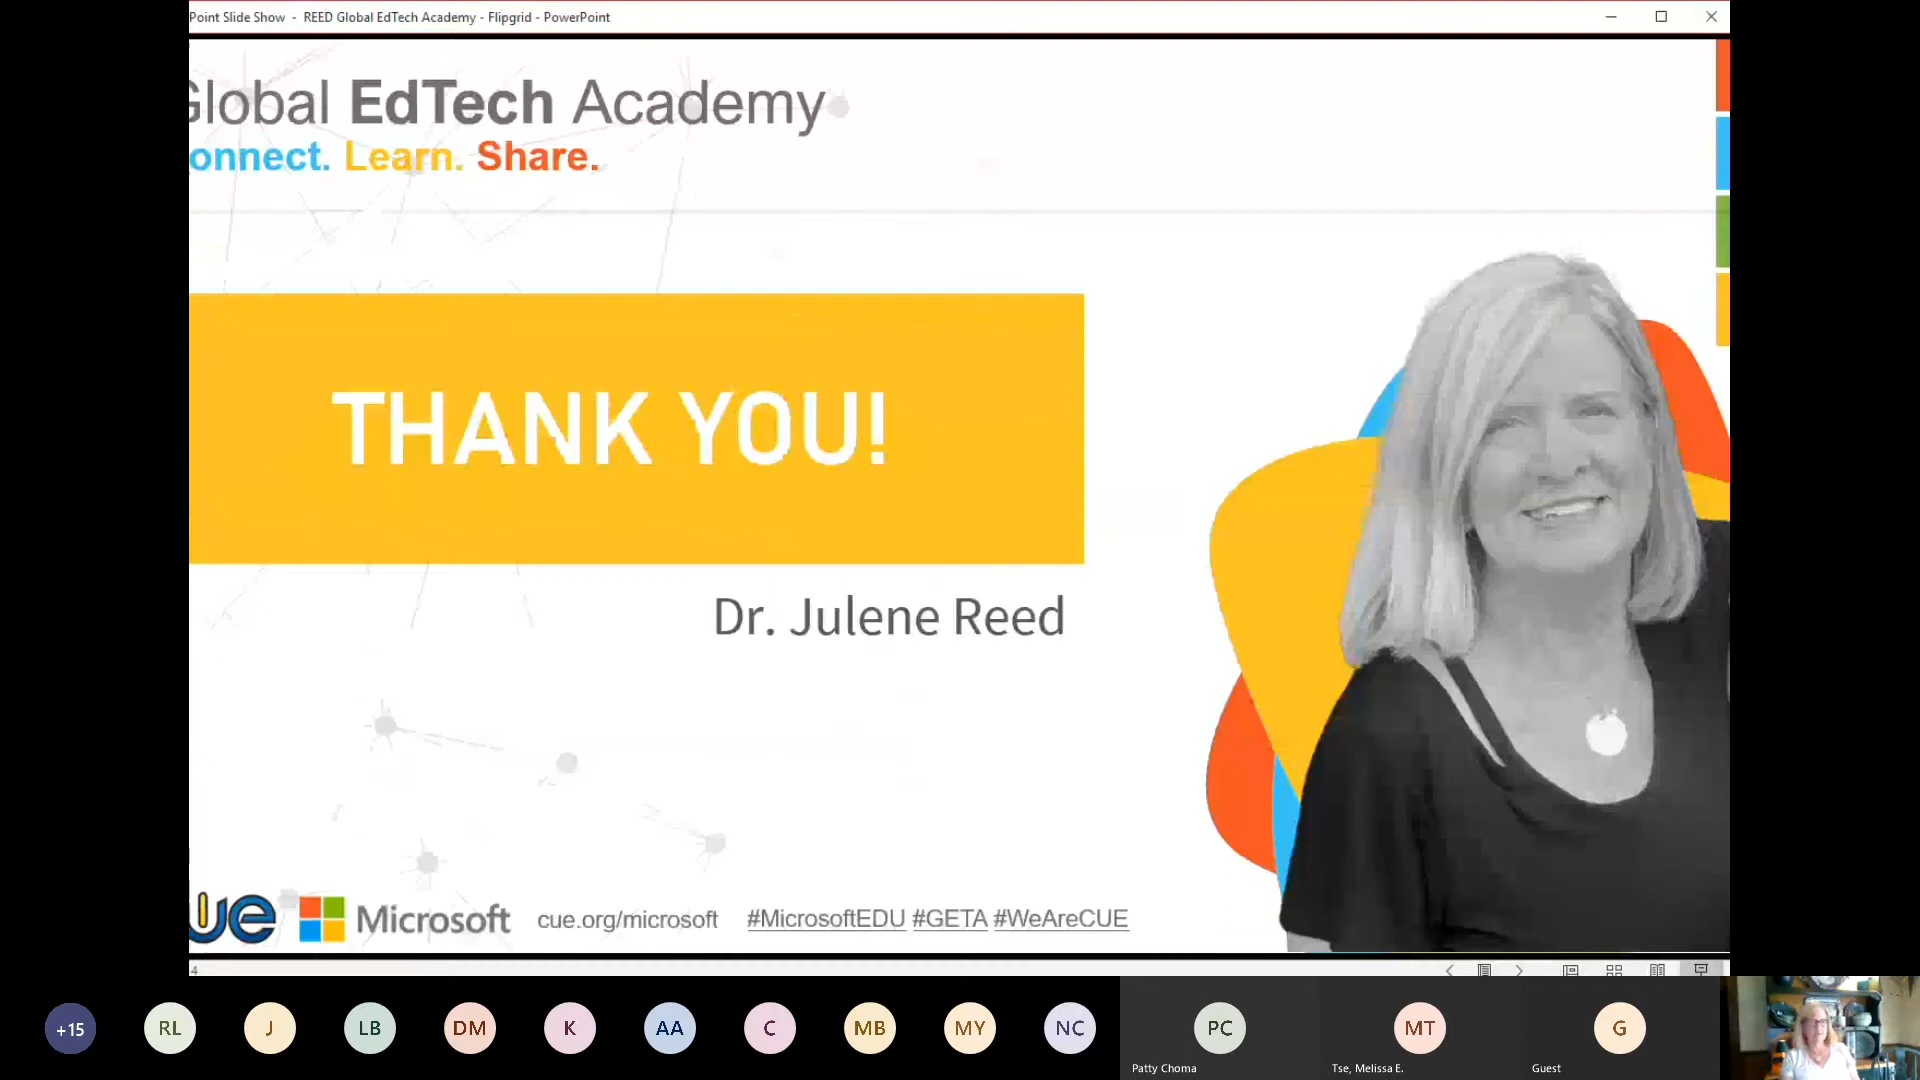 Point Slide Show - REED Global EdTech Academy - Flipgrid - PowerPoint
Global EdTech Academy
onnect. Learn. Share.
THANK YOU!
Dr. Julene Reed
ue Microsoft cue.org/microsoft #MicrosoftEDU #GETA #WeAreCUE
4
+15 RL J LB DM K AA C MB MY NC PC MT G
Patty Choma Tse, Melissa E. Guest